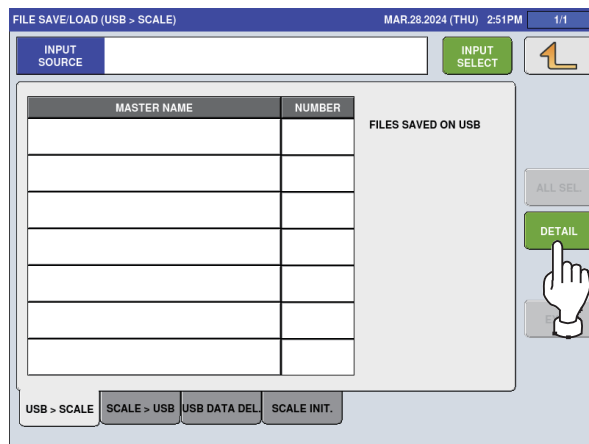 FILE SAVE/LOAD (USB > SCALE)
MAR.28.2024 (THU) 2:51PM
1/1
INPUT
SOURCE
INPUT
SELECT
MASTER NAME
NUMBER
FILES SAVED ON USB
ALL SEL.
DETAIL
USB > SCALE
SCALE > USB
USB DATA DEL.
SCALE INIT.